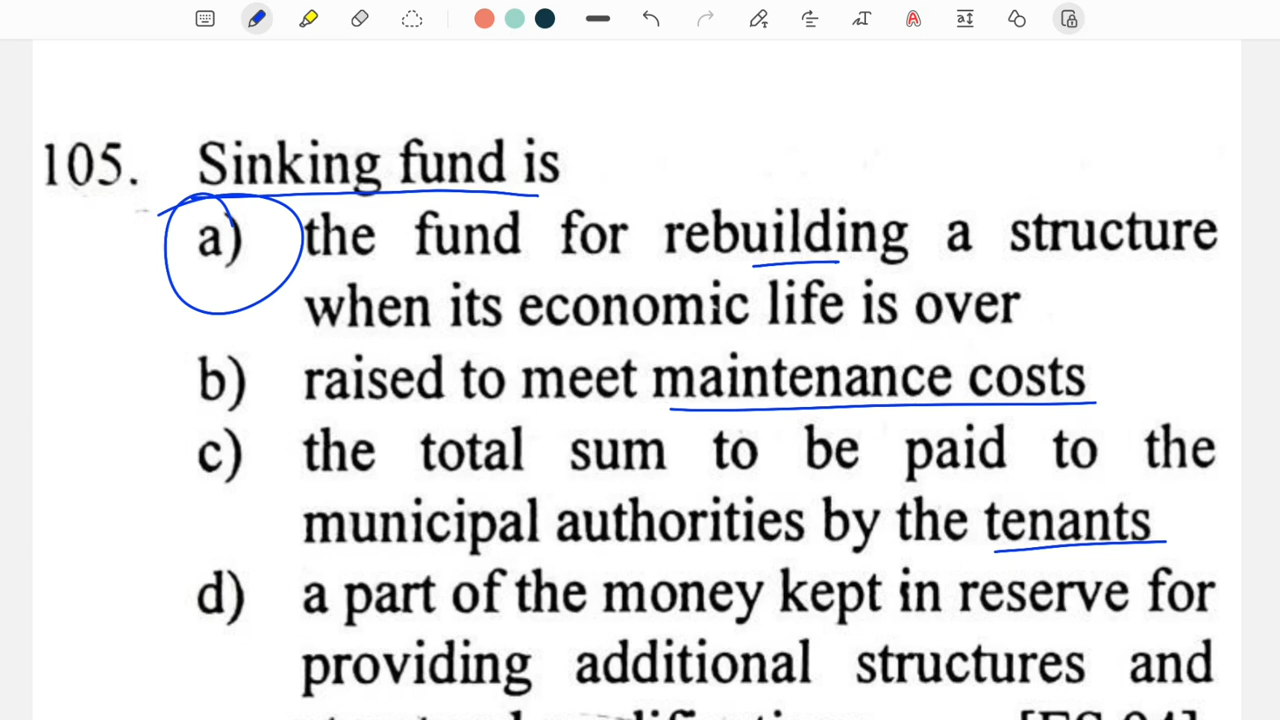 105. Sinking fund is
a) the fund for rebuilding a structure
when its economic life is over
b) raised to meet maintenance costs
c) the total sum to be paid to the
municipal authorities by the tenants
d) a part of the money kept in reserve for
providing additional structures and